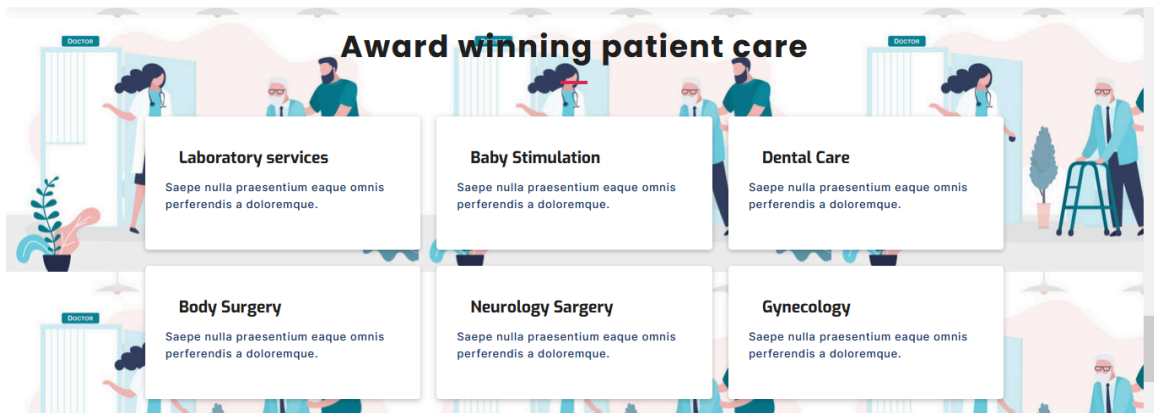 Award winning patient care
DOCTOR
DOCTOR
Laboratory services
Baby Stimulation
Dental Care
Saepe nulla praesentium eaque omnis
perferendis a doloremque.
Saepe nulla praesentium eaque omnis
perferendis a doloremque.
Saepe nulla praesentium eaque omnis
perferendis a doloremque.
Body Surgery
Neurology Sargery
Gynecology
DOCTOR
Saepe nulla praesentium eaque omnis
perferendis a doloremque.
Saepe nulla praesentium eaque omnis
perferendis a doloremque.
Saepe nulla praesentium eaque omnis
perferendis a doloremque.